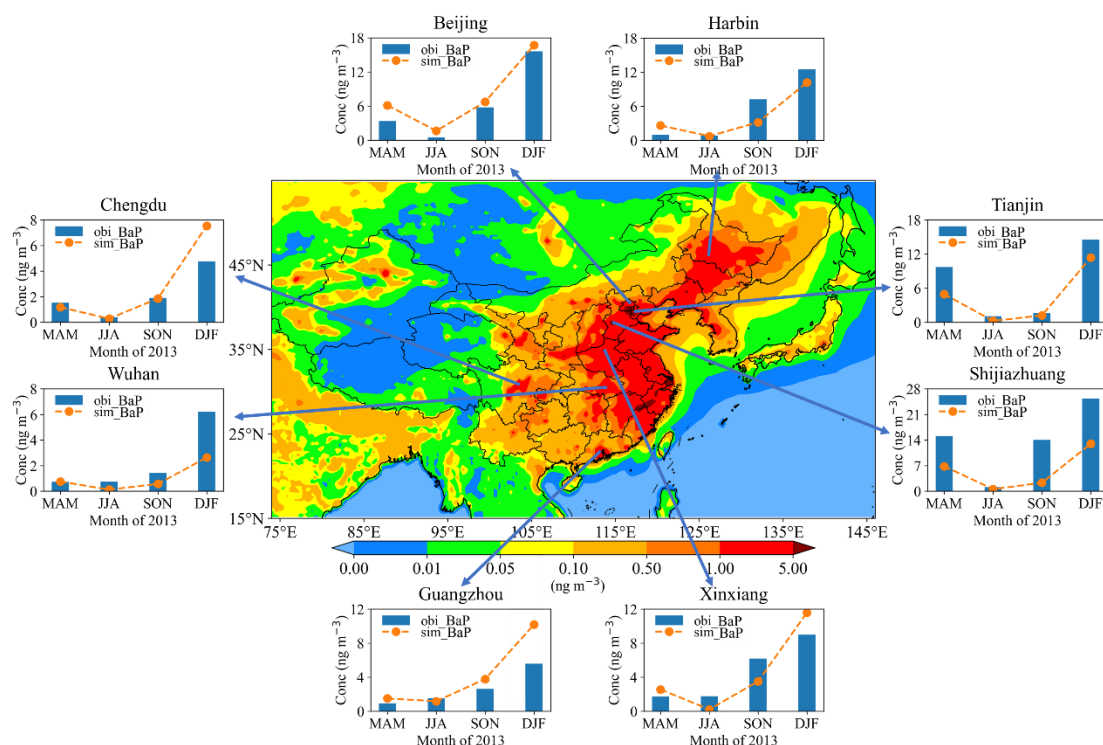 Beijing
18
12
6
0
Conc (ng m⁻³)
obi_BaP
sim_BaP
MAM JJA SON DJF
Month of 2013
Harbin
18
12
6
0
Conc (ng m⁻³)
obi_BaP
sim_BaP
MAM JJA SON DJF
Month of 2013
Chengdu
8
6
4
2
0
Conc (ng m⁻³)
obi_BaP
sim_BaP
MAM JJA SON DJF
Month of 2013
Tianjin
18
12
6
0
Conc (ng m⁻³)
obi_BaP
sim_BaP
MAM JJA SON DJF
Month of 2013
Wuhan
8
6
4
2
0
Conc (ng m⁻³)
obi_BaP
sim_BaP
MAM JJA SON DJF
Month of 2013
Shijiazhuang
28
21
14
7
0
Conc (ng m⁻³)
obi_BaP
sim_BaP
MAM JJA SON DJF
Month of 2013
45°N
35°N
25°N
15°N
75°E 85°E 95°E 105°E 115°E 125°E 135°E 145°E
0.00 0.01 0.05 0.10 0.50 1.00 5.00
(ng m⁻³)
Guangzhou
12
8
4
0
Conc (ng m⁻³)
obi_BaP
sim_BaP
MAM JJA SON DJF
Month of 2013
Xinxiang
12
8
4
0
Conc (ng m⁻³)
obi_BaP
sim_BaP
MAM JJA SON DJF
Month of 2013